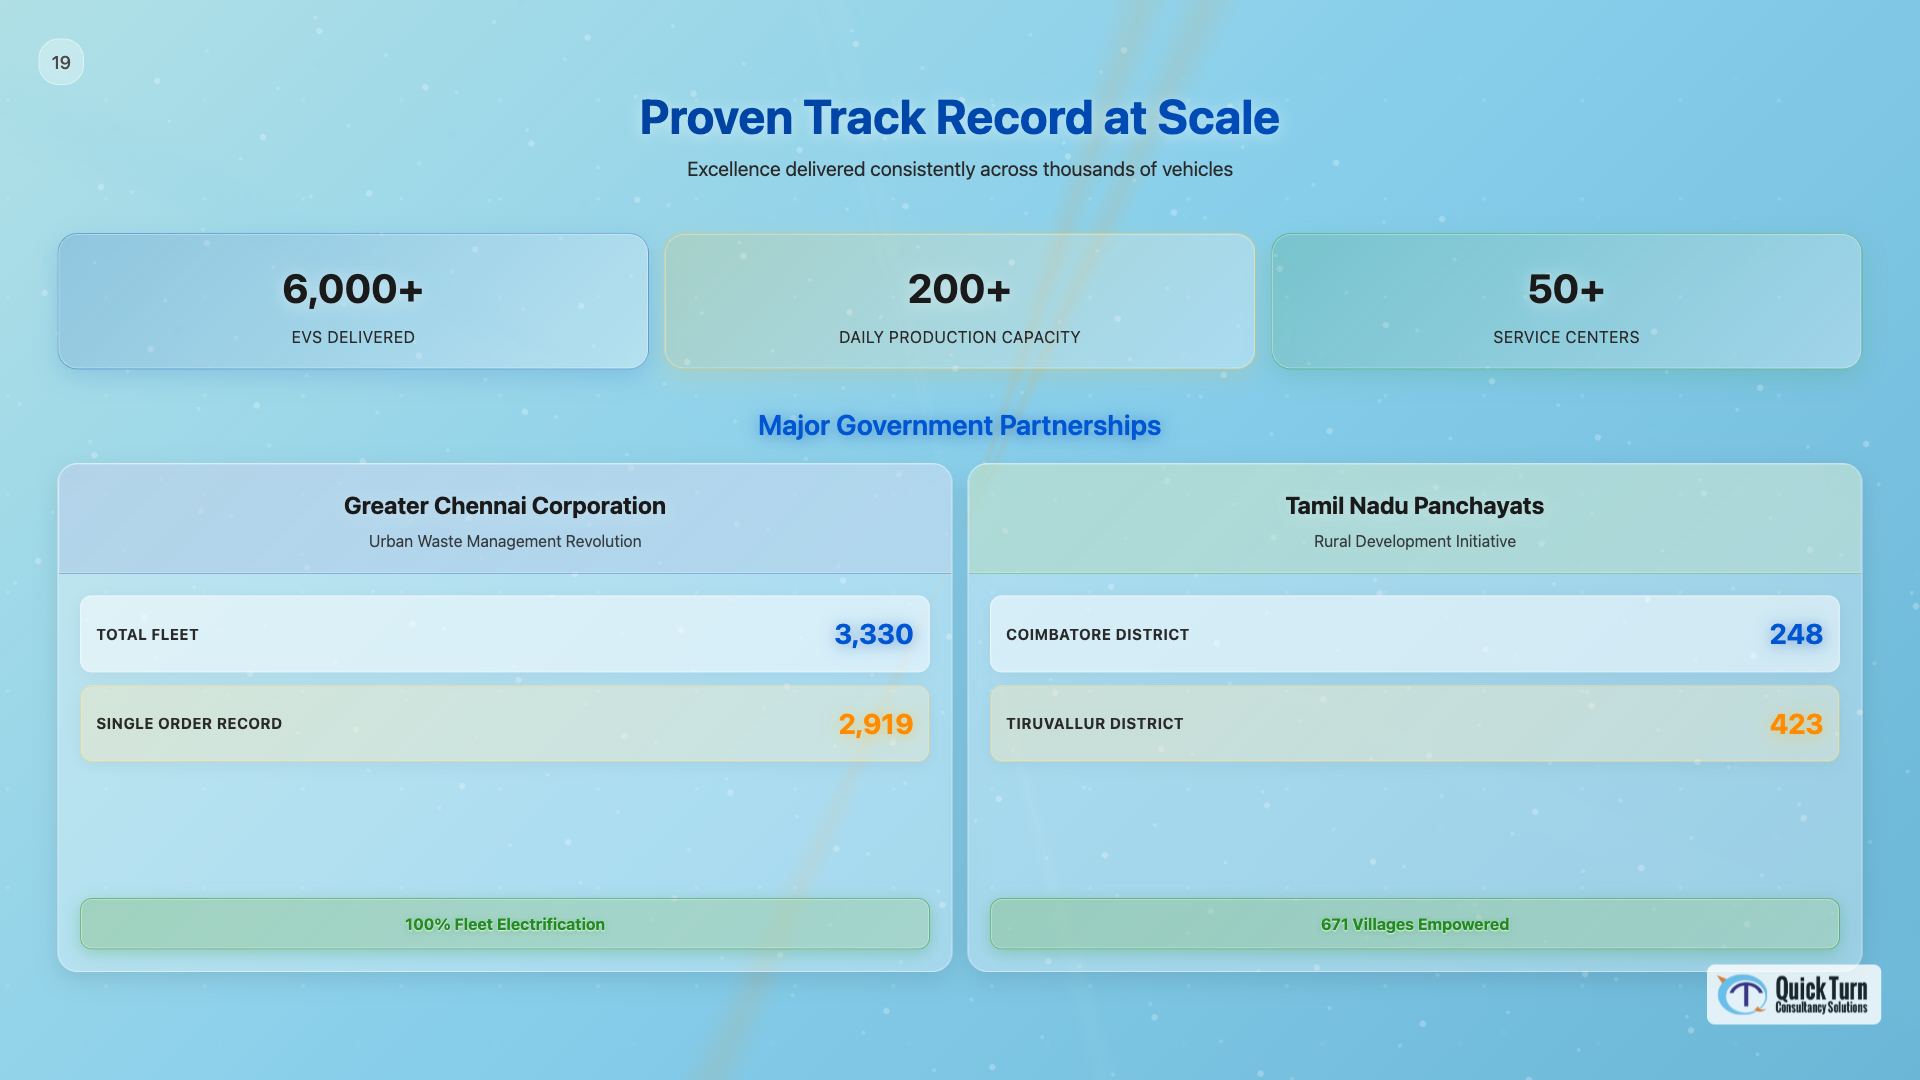 19
Proven Track Record at Scale
Excellence delivered consistently across thousands of vehicles
6,000+
EVS DELIVERED
200+
DAILY PRODUCTION CAPACITY
50+
SERVICE CENTERS
Major Government Partnerships
Greater Chennai Corporation
Urban Waste Management Revolution
TOTAL FLEET 3,330
SINGLE ORDER RECORD 2,919
100% Fleet Electrification
Tamil Nadu Panchayats
Rural Development Initiative
COIMBATORE DISTRICT 248
TIRUVALLUR DISTRICT 423
671 Villages Empowered
QuickTurn
Consultancy Solutions